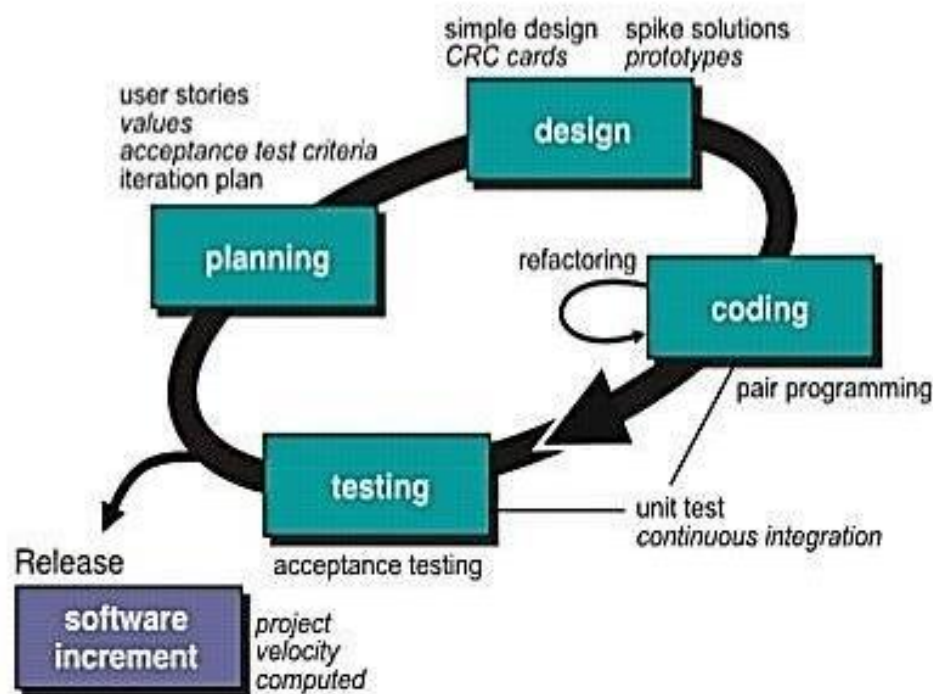 simple design
CRC cards
spike solutions
prototypes
user stories
values
acceptance test criteria
iteration plan
design
planning
refactoring
coding
pair programming
testing
unit test
continuous integration
acceptance testing
Release
software
increment
project
velocity
computed